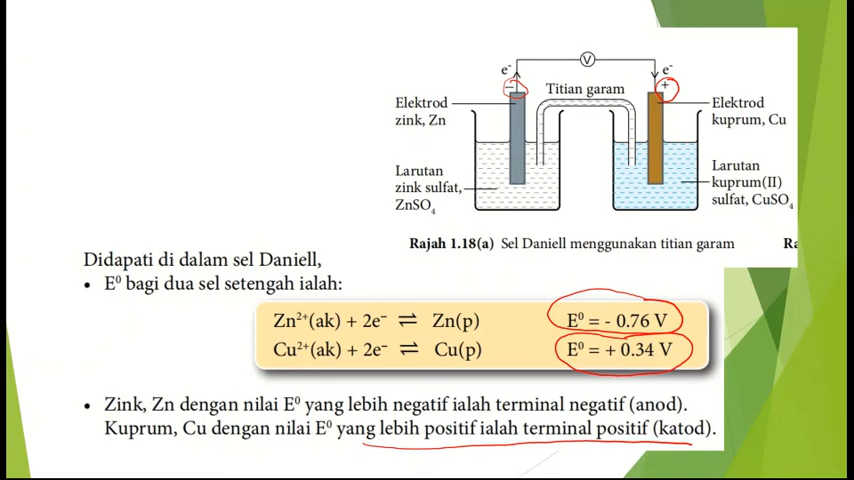 V
e⁻
e⁻
−
+
Titian garam
Elektrod
zink, Zn
Elektrod
kuprum, Cu
Larutan
zink sulfat,
ZnSO₄
Larutan
kuprum(II)
sulfat, CuSO₄
Rajah 1.18(a) Sel Daniell menggunakan titian garam
Ra
Didapati di dalam sel Daniell,
• E⁰ bagi dua sel setengah ialah:
Zn²⁺(ak) + 2e⁻ ⇌ Zn(p) E⁰ = - 0.76 V
Cu²⁺(ak) + 2e⁻ ⇌ Cu(p) E⁰ = + 0.34 V
• Zink, Zn dengan nilai E⁰ yang lebih negatif ialah terminal negatif (anod).
Kuprum, Cu dengan nilai E⁰ yang lebih positif ialah terminal positif (katod).